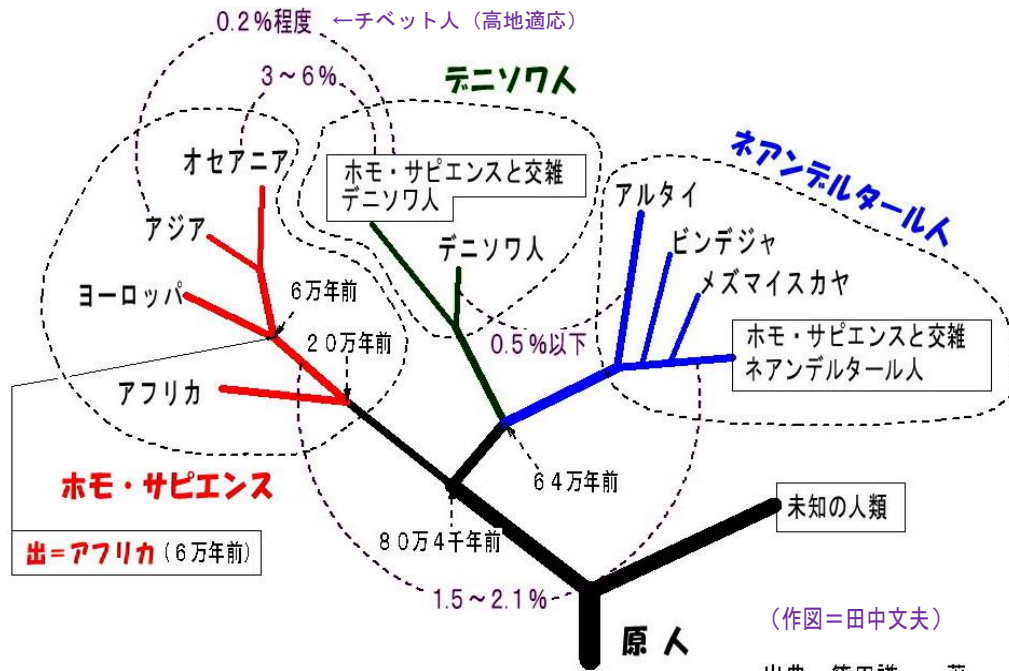 0.2%程度 ←チベット人（高地適応）
3～6%
デニソワ人
ネアンデルタール人
オセアニア
ホモ・サピエンスと交雑
デニソワ人
アルタイ
アジア
デニソワ人
ビンデジャ
ヨーロッパ
6万年前
メズマイスカヤ
20万年前
0.5%以下
ホモ・サピエンスと交雑
ネアンデルタール人
アフリカ
ホモ・サピエンス
64万年前
未知の人類
出=アフリカ(6万年前)
80万4千年前
1.5～2.1%
原人
（作図=田中文夫）